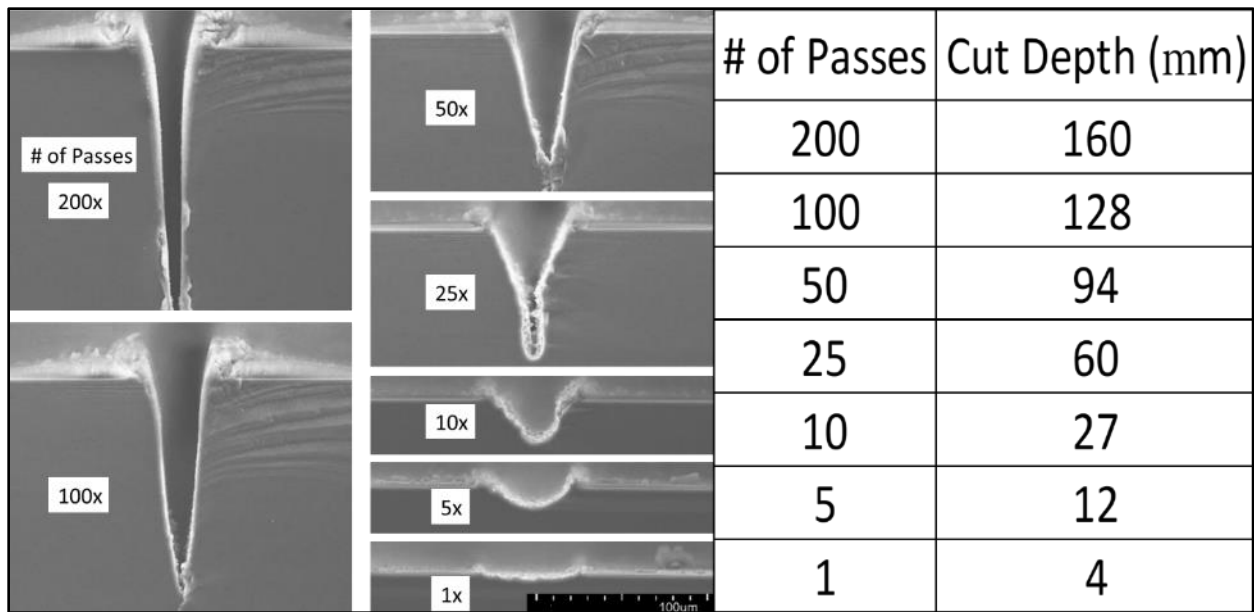 # of Passes
200x
100x
50x
25x
10x
5x
1x
100um
# of Passes Cut Depth (mm)
200 160
100 128
50 94
25 60
10 27
5 12
1 4